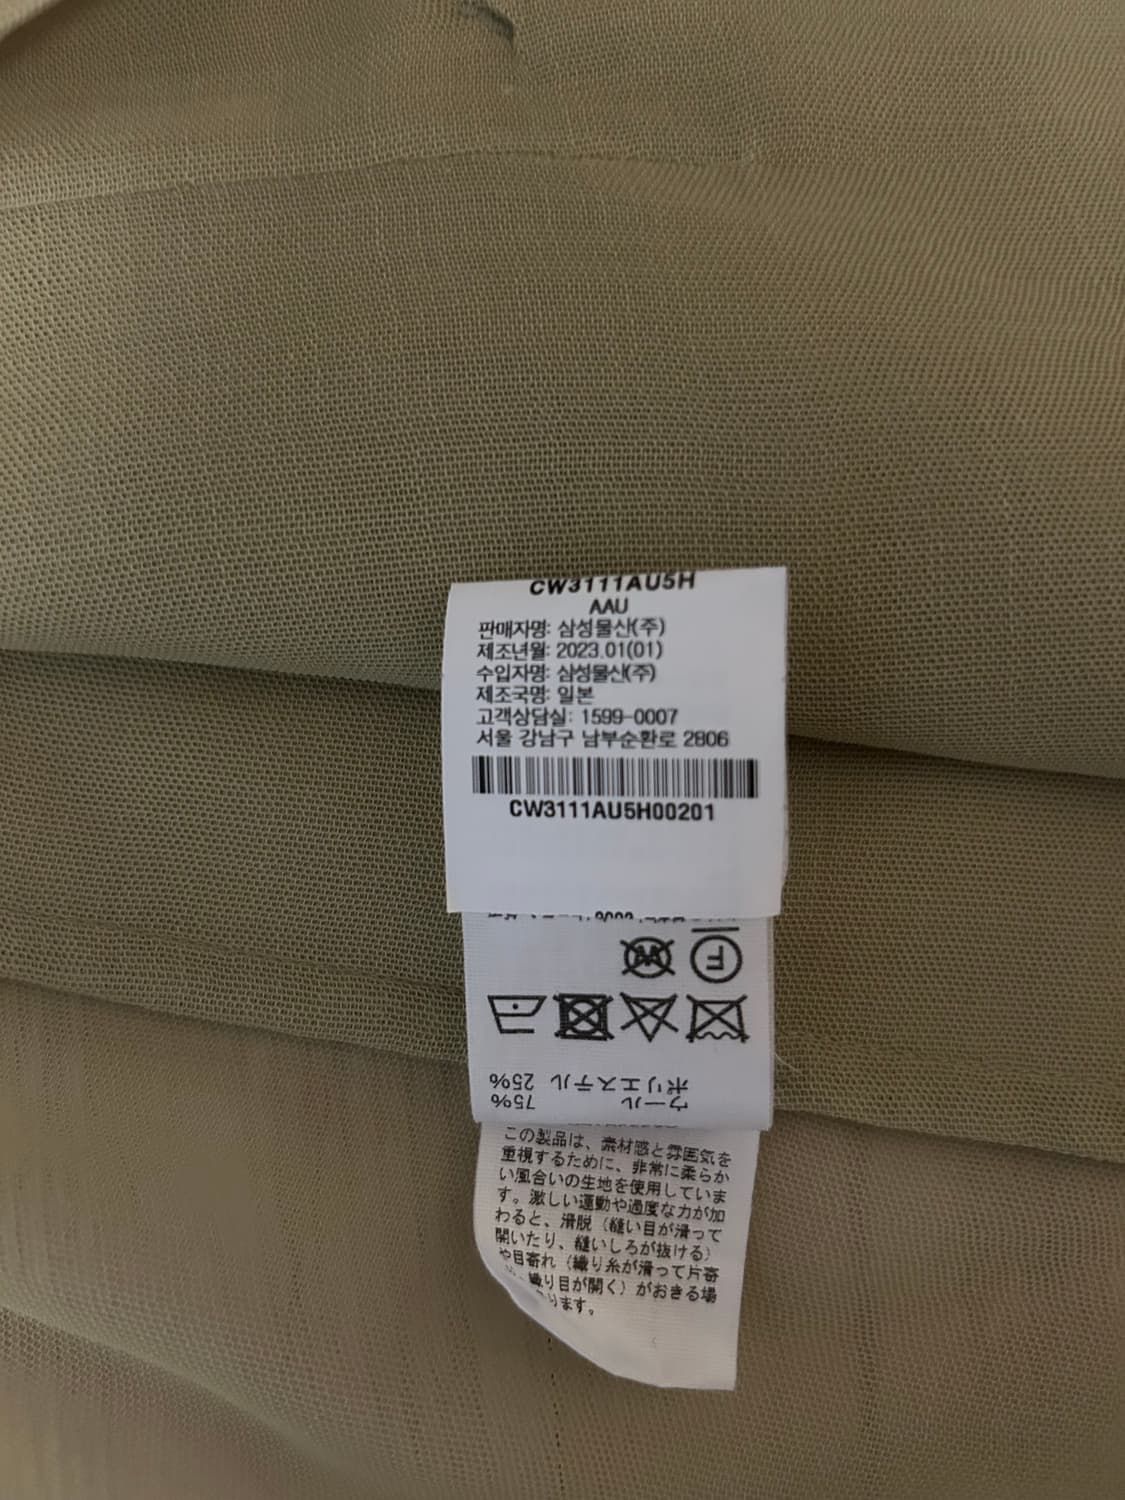 CW3111AU5H
AAU
판매자명: 삼성물산(주)
제조년월: 2023.01(01)
수입자명: 삼성물산(주)
제조국명: 일본
고객상담실: 1599-0007
서울 강남구 남부순환로 2806
CW3111AU5H00201
F
W
ウール 75%
ポリエステル 25%
この製品は、素材感と雰囲気を
重視するために、非常に柔らか
い風合いの生地を使用していま
す。激しい運動や過度な力が加
わると、滑脱（縫い目が滑って
開いたり、縫いしろが抜ける）
や目寄れ（織り糸が滑って片寄
織り目が開く）がおきる場
ります。